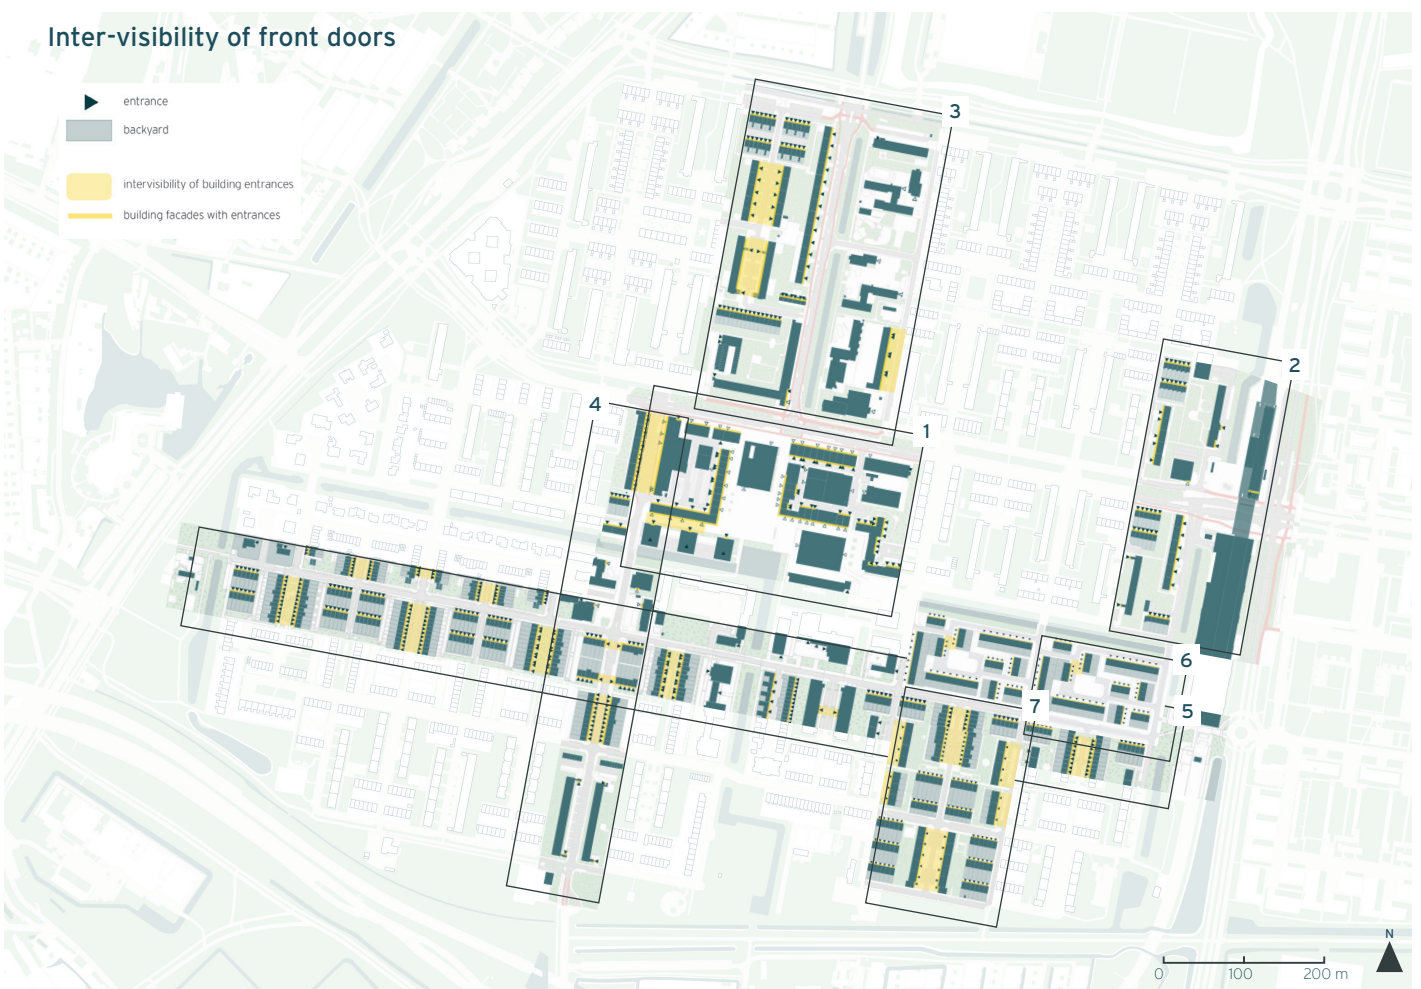 Inter-visibility of front doors
entrance
backyard
intervisibility of building entrances
building facades with entrances
3
2
4
1
6
7
5
N
0 100 200 m